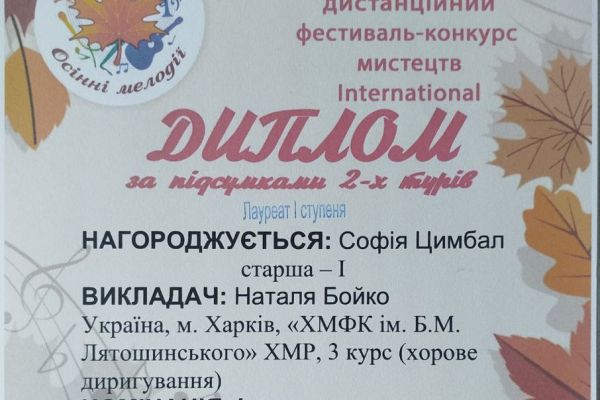 дистанційний
фестиваль-конкурс
мистецтв
International
Осінні мелодії
ДИПЛОМ
за підсумками 2-х турів
Лауреат І ступеня
НАГОРОДЖУЄТЬСЯ: Софія Цимбал
старша – І
ВИКЛАДАЧ: Наталя Бойко
Україна, м. Харків, «ХМФК ім. Б.М.
Лятошинського» ХМР, 3 курс (хорове
диригування)